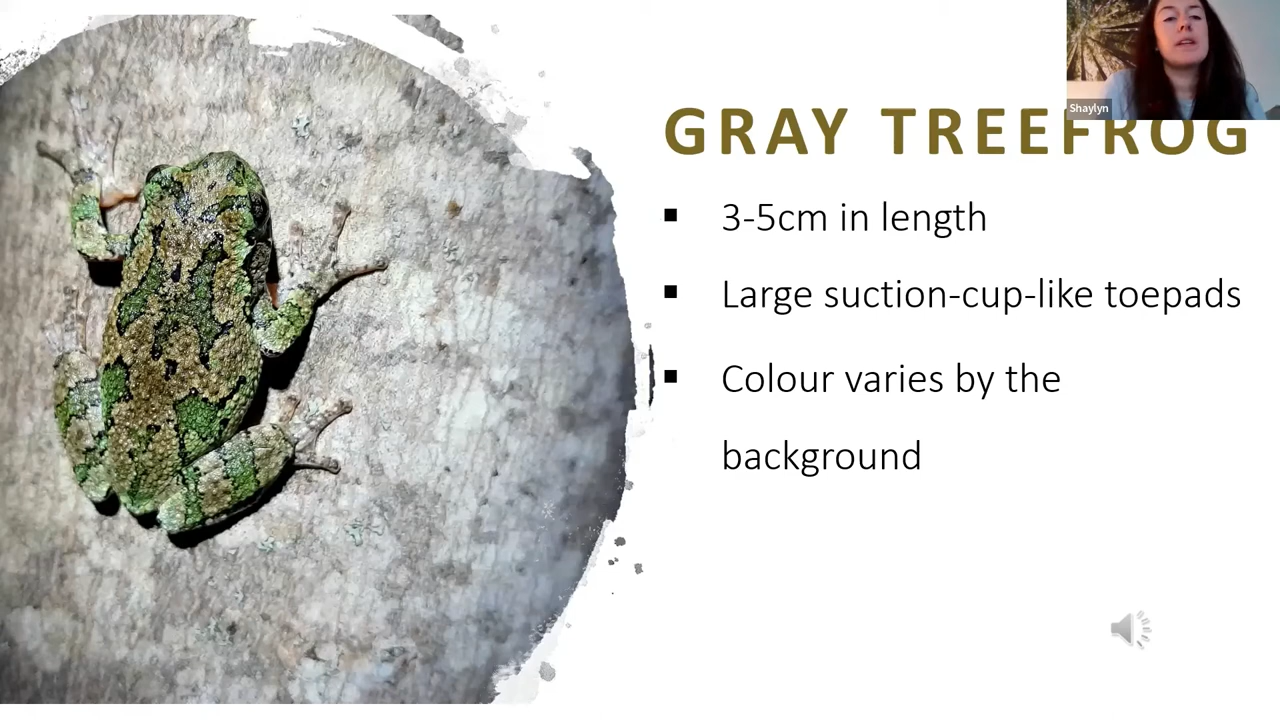 Shaylyn
GRAY TREEFROG
▪ 3-5cm in length
▪ Large suction-cup-like toepads
▪ Colour varies by the
background